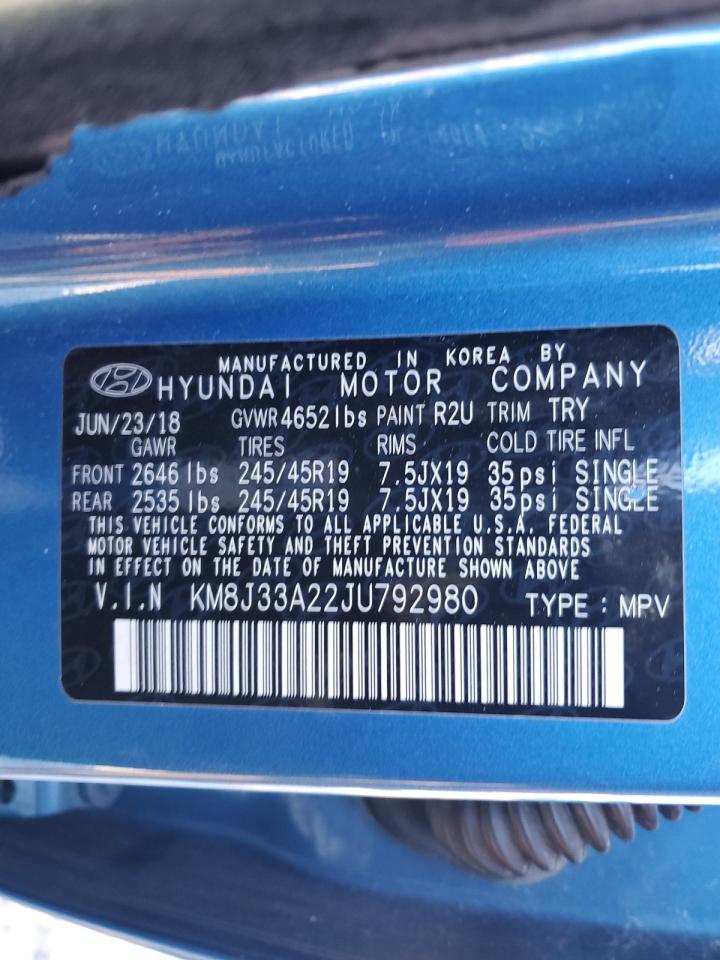 MANUFACTURED IN KOREA BY
HYUNDAI MOTOR COMPANY
JUN/23/18 GVWR 4652lbs PAINT R2U TRIM TRY
GAWR TIRES RIMS COLD TIRE INFL
FRONT 2646 lbs 245/45R19 7.5JX19 35psi SINGLE
REAR 2535 lbs 245/45R19 7.5JX19 35psi SINGLE
THIS VEHICLE CONFORMS TO ALL APPLICABLE U.S.A. FEDERAL
MOTOR VEHICLE SAFETY AND THEFT PREVENTION STANDARDS
IN EFFECT ON THE DATE OF MANUFACTURE SHOWN ABOVE
V.I.N KM8J33A22JU792980 TYPE : MPV